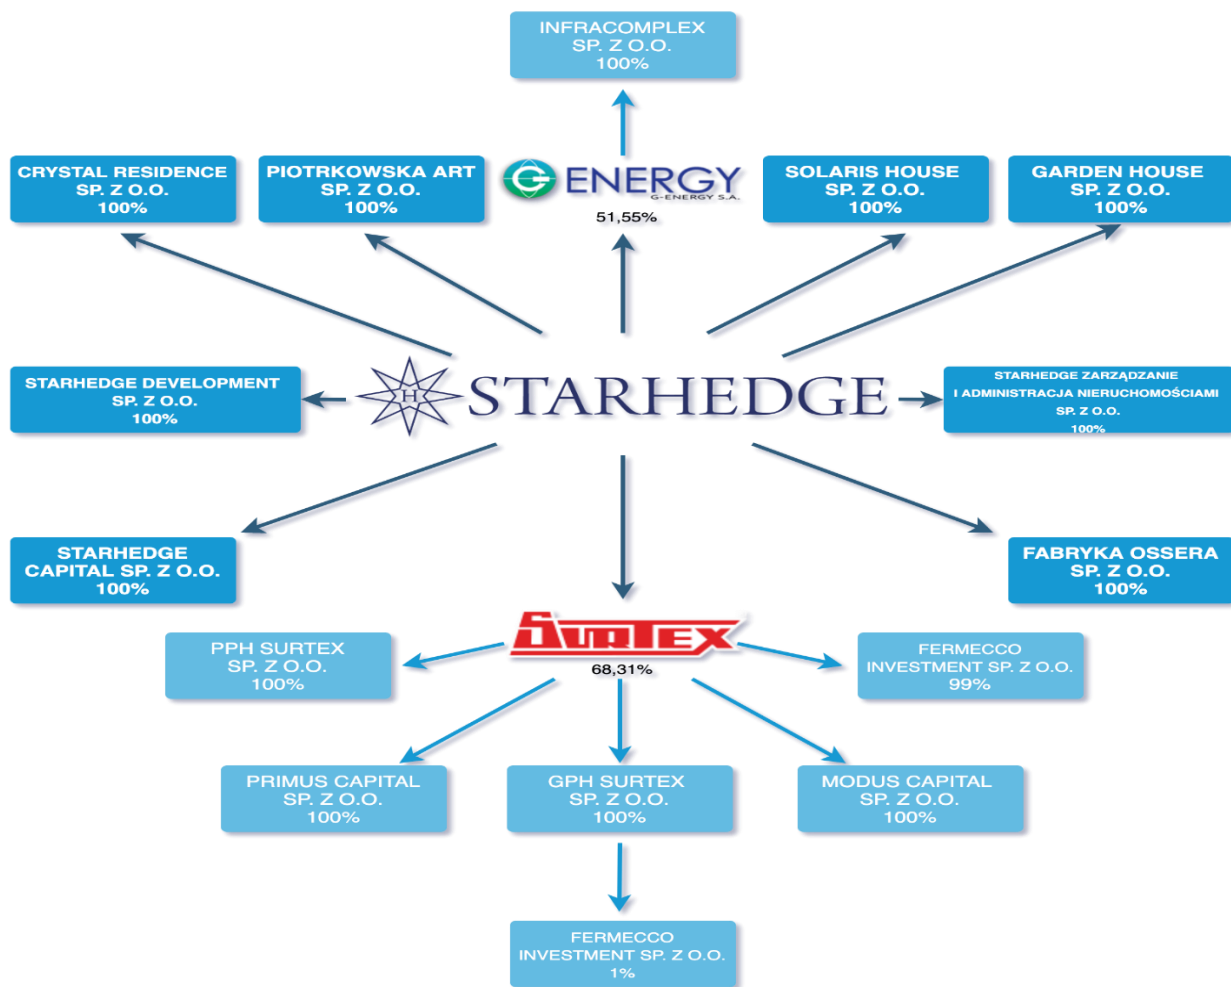 INFRACOMPLEX
SP. Z O.O.
100%
CRYSTAL RESIDENCE
SP. Z O.O.
100%
PIOTRKOWSKA ART
SP. Z O.O.
100%
G ENERGY
G-ENERGY S.A.
51,55%
SOLARIS HOUSE
SP. Z O.O.
100%
GARDEN HOUSE
SP. Z O.O.
100%
STARHEDGE DEVELOPMENT
SP. Z O.O.
100%
H STARHEDGE
STARHEDGE ZARZĄDZANIE
I ADMINISTRACJA NIERUCHOMOŚCIAMI
SP. Z O.O.
100%
STARHEDGE
CAPITAL SP. Z O.O.
100%
FABRYKA OSSERA
SP. Z O.O.
100%
SURTEX
68,31%
PPH SURTEX
SP. Z O.O.
100%
FERMECCO
INVESTMENT SP. Z O.O.
99%
PRIMUS CAPITAL
SP. Z O.O.
100%
GPH SURTEX
SP. Z O.O.
100%
MODUS CAPITAL
SP. Z O.O.
100%
FERMECCO
INVESTMENT SP. Z O.O.
1%